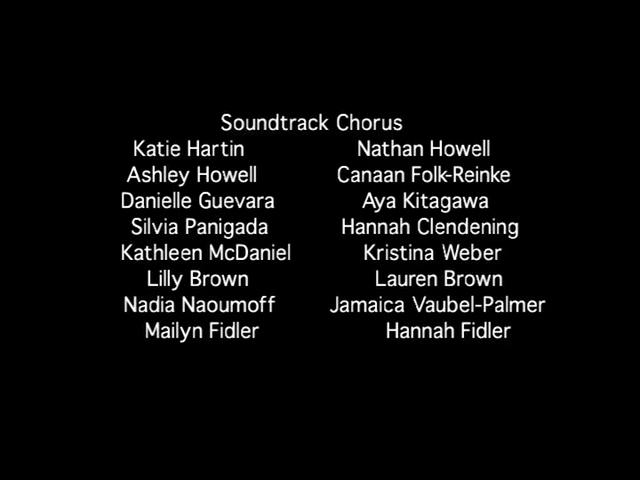 Soundtrack Chorus
Katie Hartin Nathan Howell
Ashley Howell Canaan Folk-Reinke
Danielle Guevara Aya Kitagawa
Silvia Panigada Hannah Clendening
Kathleen McDaniel Kristina Weber
Lilly Brown Lauren Brown
Nadia Naoumoff Jamaica Vaubel-Palmer
Mailyn Fidler Hannah Fidler